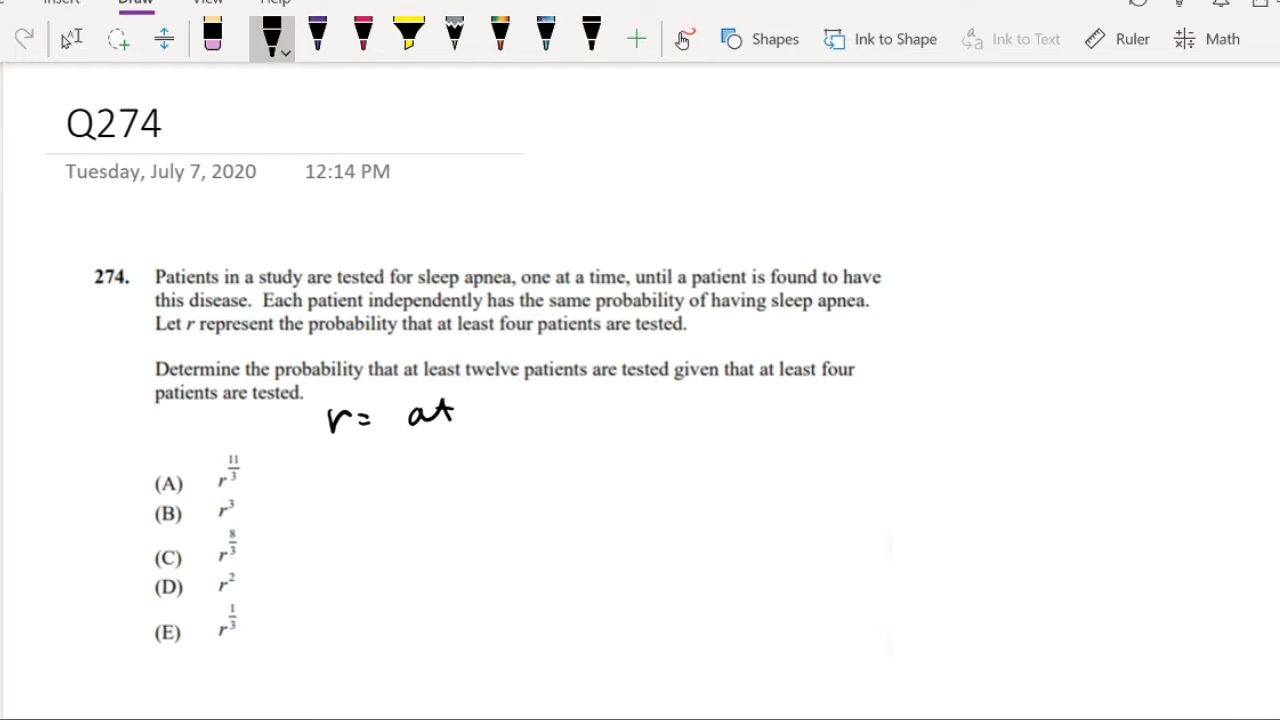 Insert Draw View Help
Shapes Ink to Shape Ink to Text Ruler Math
Q274
Tuesday, July 7, 2020 12:14 PM
274. Patients in a study are tested for sleep apnea, one at a time, until a patient is found to have
this disease. Each patient independently has the same probability of having sleep apnea.
Let r represent the probability that at least four patients are tested.
Determine the probability that at least twelve patients are tested given that at least four
patients are tested.
r= at
(A) r^(11/3)
(B) r^3
(C) r^(8/3)
(D) r^2
(E) r^(1/3)